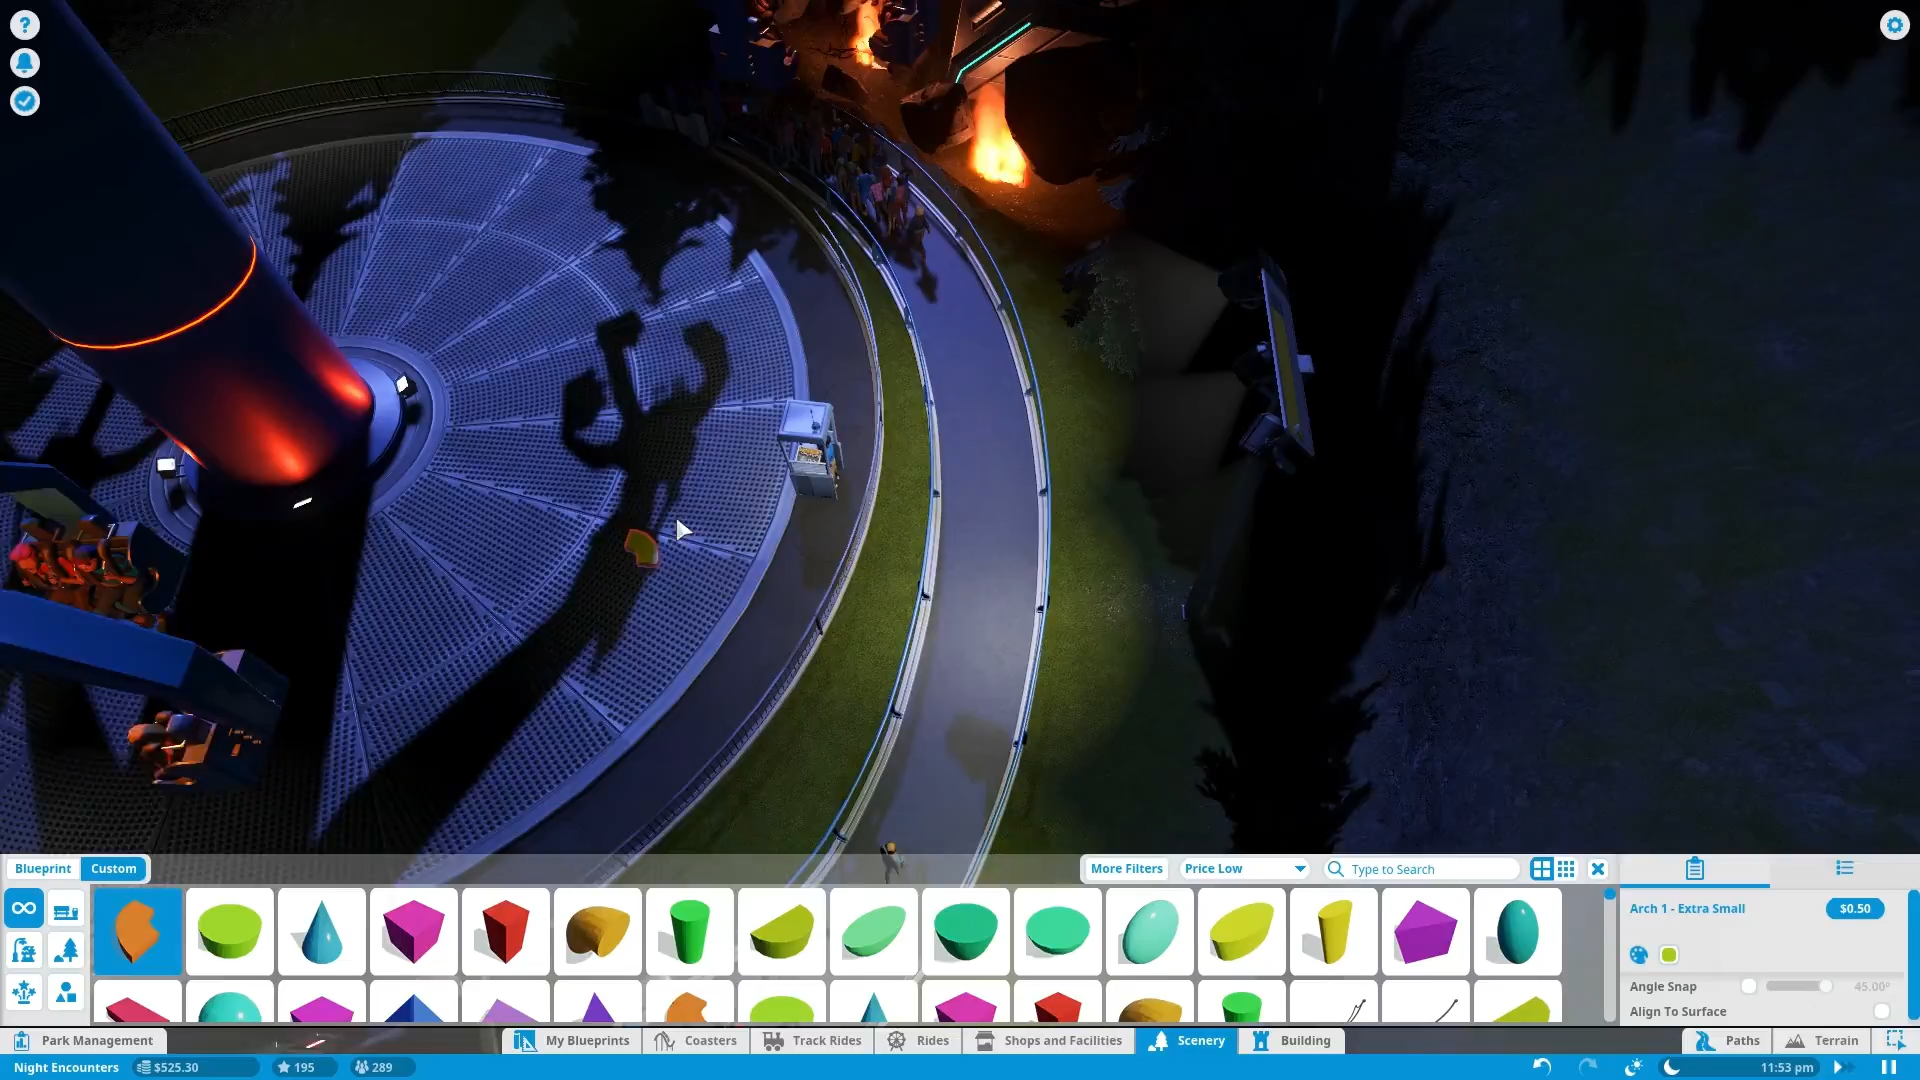 ?
Blueprint Custom More Filters Price Low Type to Search
Arch 1 - Extra Small $0.50
Angle Snap 45.00°
Align To Surface
Park Management My Blueprints Coasters Track Rides Rides Shops and Facilities Scenery Building Paths Terrain
Night Encounters $525.30 195 289 11:53 pm